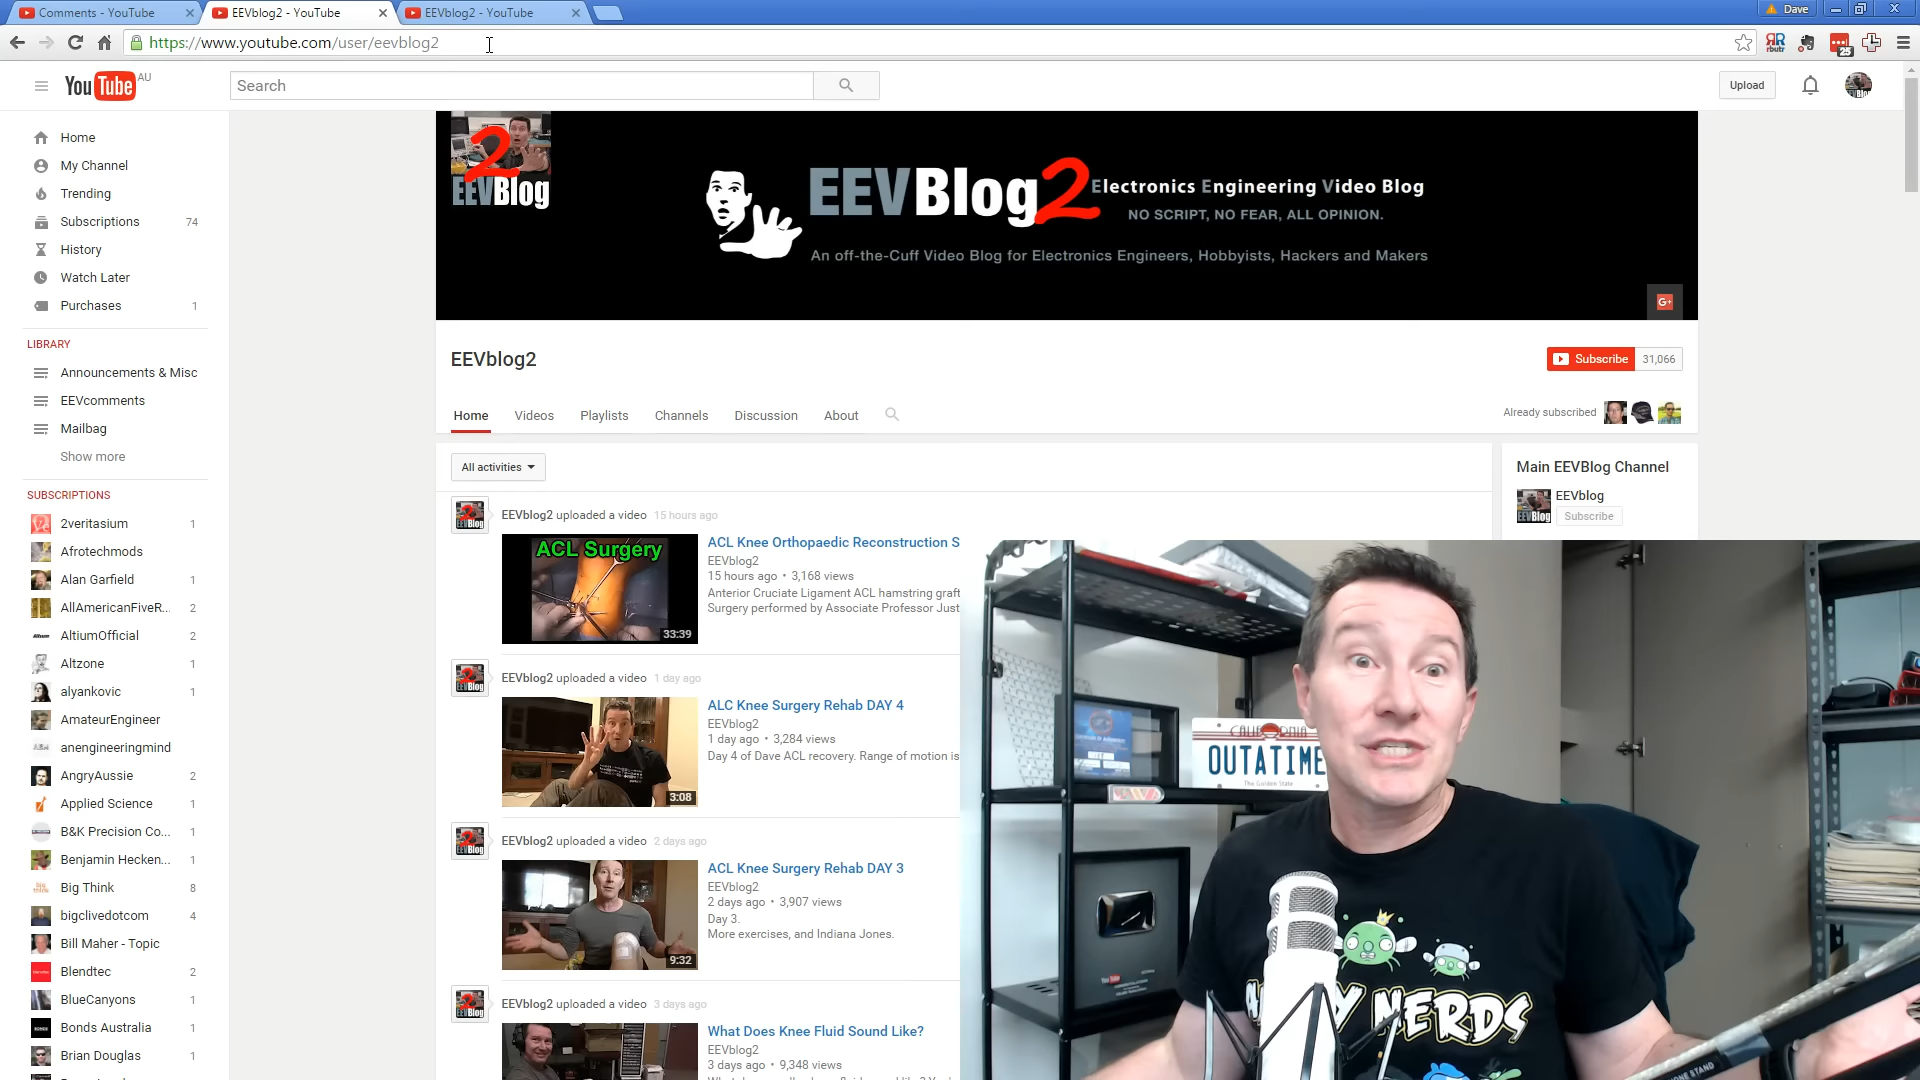 Comments - YouTube
EEVblog2 - YouTube
EEVblog2 - YouTube
Dave
https://www.youtube.com/user/eevblog2
rbutr
25
YouTube AU
Search
Upload
Home
My Channel
Trending
Subscriptions 74
History
Watch Later
Purchases 1
LIBRARY
Announcements & Misc
EEVcomments
Mailbag
Show more
SUBSCRIPTIONS
2veritasium 1
Afrotechmods
Alan Garfield 1
AllAmericanFiveR... 2
AltiumOfficial 2
Altzone 1
alyankovic 1
AmateurEngineer
anengineeringmind
AngryAussie 2
Applied Science 1
B&K Precision Co... 1
Benjamin Hecken... 1
Big Think 8
bigclivedotcom 4
Bill Maher - Topic
Blendtec 2
BlueCanyons 1
Bonds Australia 1
Brian Douglas 1
2
EEVBlog
EEVBlog2 Electronics Engineering Video Blog
NO SCRIPT, NO FEAR, ALL OPINION.
An off-the-Cuff Video Blog for Electronics Engineers, Hobbyists, Hackers and Makers
G+
EEVblog2
Subscribe 31,066
Home Videos Playlists Channels Discussion About
Already subscribed
All activities
EEVblog2 uploaded a video 15 hours ago
ACL Surgery
33:39
ACL Knee Orthopaedic Reconstruction S
EEVblog2
15 hours ago • 3,168 views
Anterior Cruciate Ligament ACL hamstring graft
Surgery performed by Associate Professor Just
EEVblog2 uploaded a video 1 day ago
3:08
ALC Knee Surgery Rehab DAY 4
EEVblog2
1 day ago • 3,284 views
Day 4 of Dave ACL recovery. Range of motion is
EEVblog2 uploaded a video 2 days ago
9:32
ACL Knee Surgery Rehab DAY 3
EEVblog2
2 days ago • 3,907 views
Day 3.
More exercises, and Indiana Jones.
EEVblog2 uploaded a video 3 days ago
What Does Knee Fluid Sound Like?
EEVblog2
3 days ago • 9,348 views
Main EEVBlog Channel
EEVblog
Subscribe
CALIFORNIA
OUTATIME
The Golden State
YouTube
ANGRY NERDS